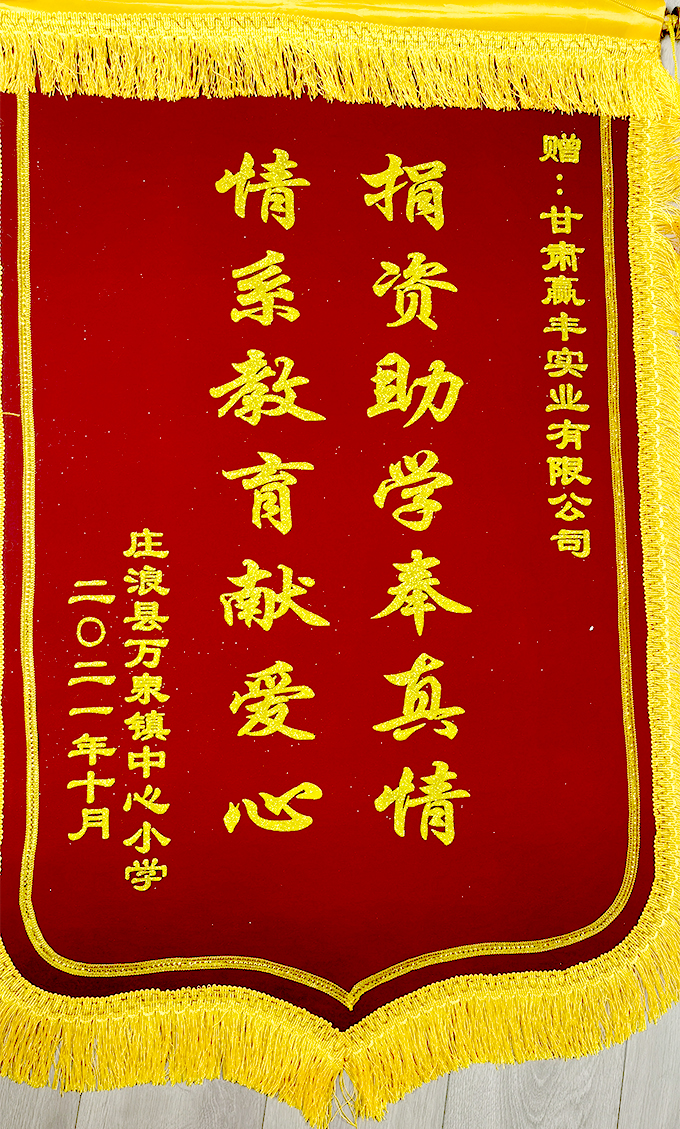 赠：甘肃赢丰实业有限公司
捐资助学奉真情
情系教育献爱心
庄浪县万泉镇中心小学
二〇二一年十月